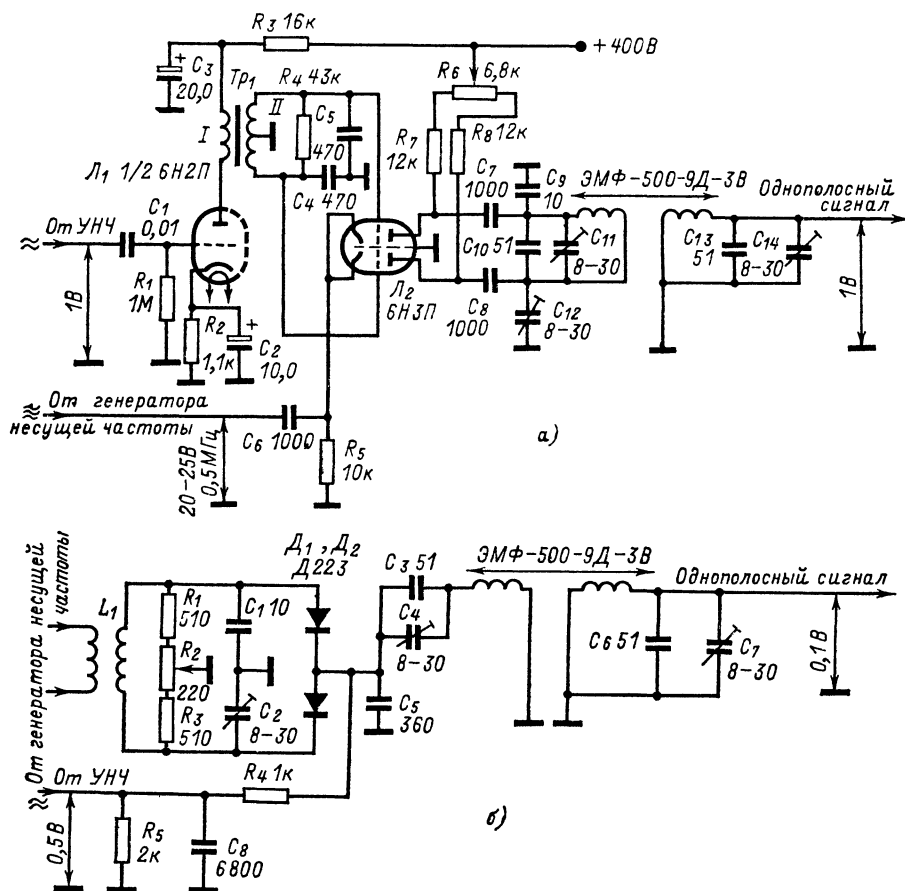 R3 16к
+400В
C3
20,0
Тр1
R4 43к
R6
6,8к
I
II
C5
470
R7
12к
R8 12к
Л1 1/2 6Н2П
C4 470
C7
1000
C9
10
ЭМФ-500-9Д-3В
Однополосный
сигнал
От УНЧ
C1
0,01
C10 51
C11
8-30
C13
51
C14
8-30
1В
R1
1М
Л2
6Н3П
C8
1000
C12
8-30
1В
R2
1,1к
C2
10,0
От генератора
несущей частоты
C6 1000
а)
20-25В
0,5МГц
R5
10к
От генератора несущей
частоты
Д1, Д2
Д223
C3 51
ЭМФ-500-9Д-3В
Однополосный сигнал
L1
R1
510
C1 10
C4
8-30
R2
220
C6 51
C7
8-30
0,1В
R3
510
C2
8-30
C5
360
От УНЧ
R4 1к
0,5В
R5
2к
C8
6800
б)